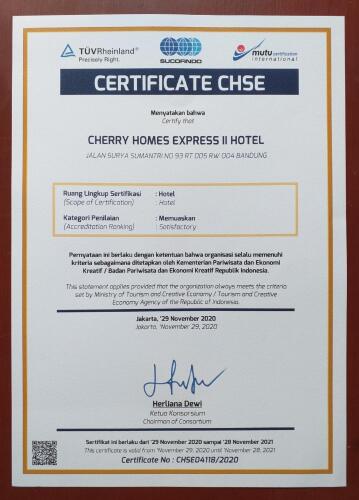 TÜVRheinland®
Precisely Right.
SUCOFINDO
mutu certification
international
CERTIFICATE CHSE
Menyatakan bahwa
Certify that
CHERRY HOMES EXPRESS II HOTEL
JALAN SURYA SUMANTRI NO 93 RT 005 RW 004 BANDUNG
Ruang Lingkup Sertifikasi : Hotel
(Scope of Certification) : Hotel
Kategori Penilaian : Memuaskan
(Accreditation Ranking) : Satisfactory
Pernyataan ini berlaku dengan ketentuan bahwa organisasi selalu memenuhi
kriteria sebagaimana ditetapkan oleh Kementerian Pariwisata dan Ekonomi
Kreatif / Badan Pariwisata dan Ekonomi Kreatif Republik Indonesia.
This statement applies provided that the organization always meets the criteria
set by Ministry of Tourism and Creative Economy / Tourism and Creative
Economy Agency of the Republic of Indonesia.
Jakarta, '29 November 2020
Jakarta, 'November 29, 2020
Herliana Dewi
Ketua Konsorsium
Chairman of Consortium
Sertifikat ini berlaku dari '29 November 2020 sampai '28 November 2021
This certificate is valid from 'November 29, 2020 until 'November 28, 2021
Certificate No : CHSE04118/2020